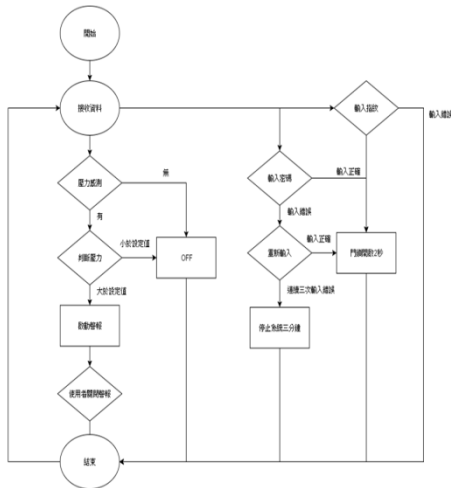 開始
接收資料
輸入指紋
輸入錯誤
壓力感測
無
輸入密碼
輸入正確
有
輸入錯誤
判斷壓力
小於設定值
OFF
重新輸入
輸入正確
門鎖開啟2秒
大於設定值
連續三次輸入錯誤
啟動警報
停止系統三分鐘
使用者關閉警報
結束